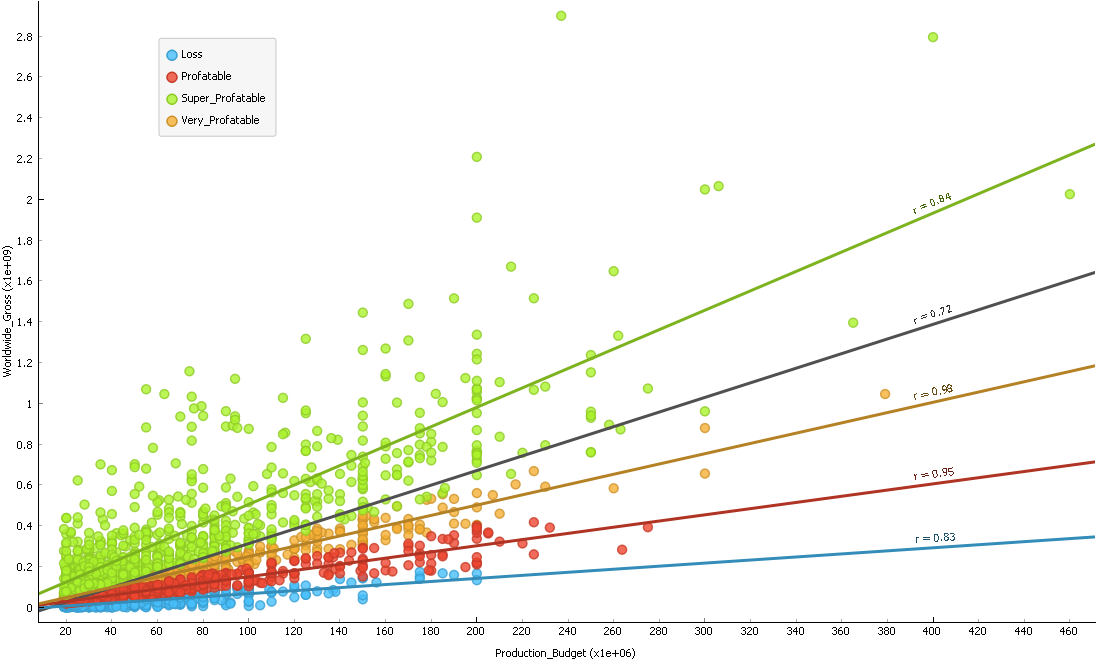 Loss
Profatable
Super_Profatable
Very_Profatable
Worldwide_Gross (x1e+09)
2.8
2.6
2.4
2.2
2
1.8
1.6
1.4
1.2
1
0.8
0.6
0.4
0.2
0
r = 0.84
r = 0.72
r = 0.93
r = 0.95
r = 0.83
20 40 60 80 100 120 140 160 180 200 220 240 260 280 300 320 340 360 380 400 420 440 460
Production_Budget (x1e+06)